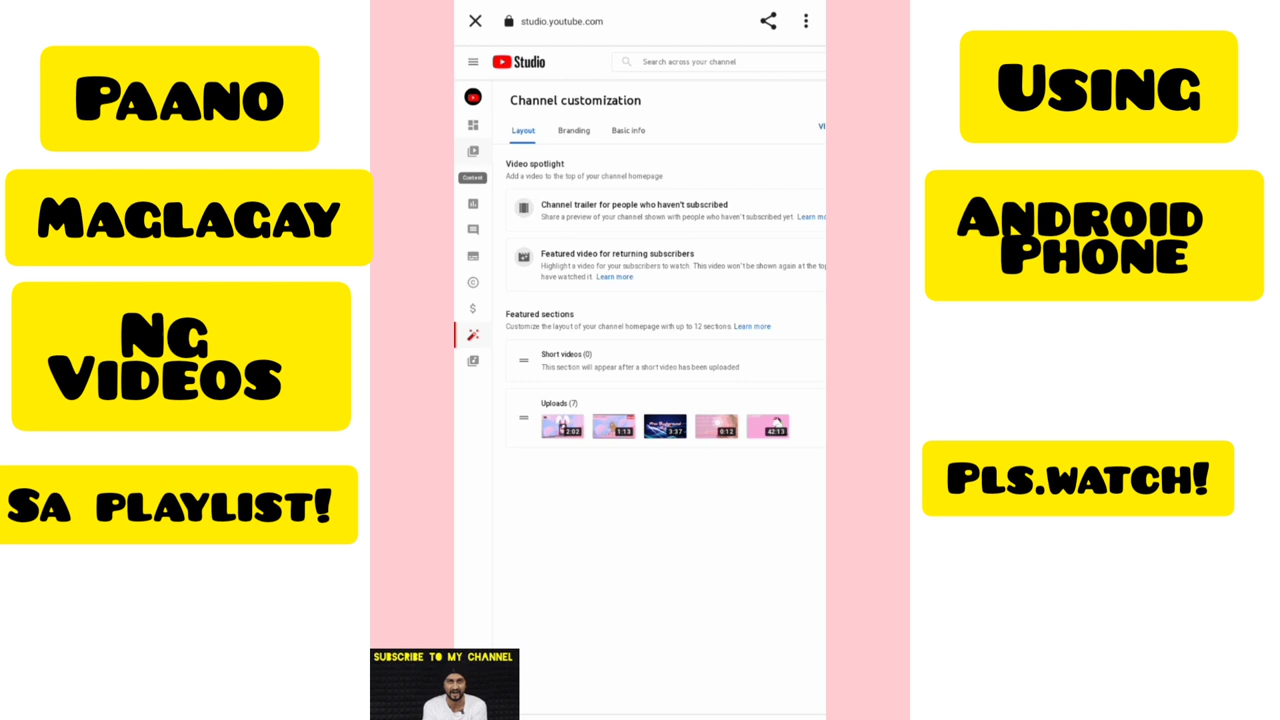 Paano
Maglagay
Ng
Videos
Sa playlist!
studio.youtube.com
Studio
Search across your channel
Channel customization
Layout
Branding
Basic info
VI
Video spotlight
Add a video to the top of your channel homepage
Content
Channel trailer for people who haven't subscribed
Share a preview of your channel shown with people who haven't subscribed yet. Learn mo
Featured video for returning subscribers
Highlight a video for your subscribers to watch. This video won't be shown again at the top
have watched it. Learn more
Featured sections
Customize the layout of your channel homepage with up to 12 sections. Learn more
Short videos (0)
This section will appear after a short video has been uploaded
Uploads (7)
2:02
1:13
3:37
0:12
42:13
SUBSCRIBE TO MY CHANNEL
Using
Android
Phone
Pls.watch!